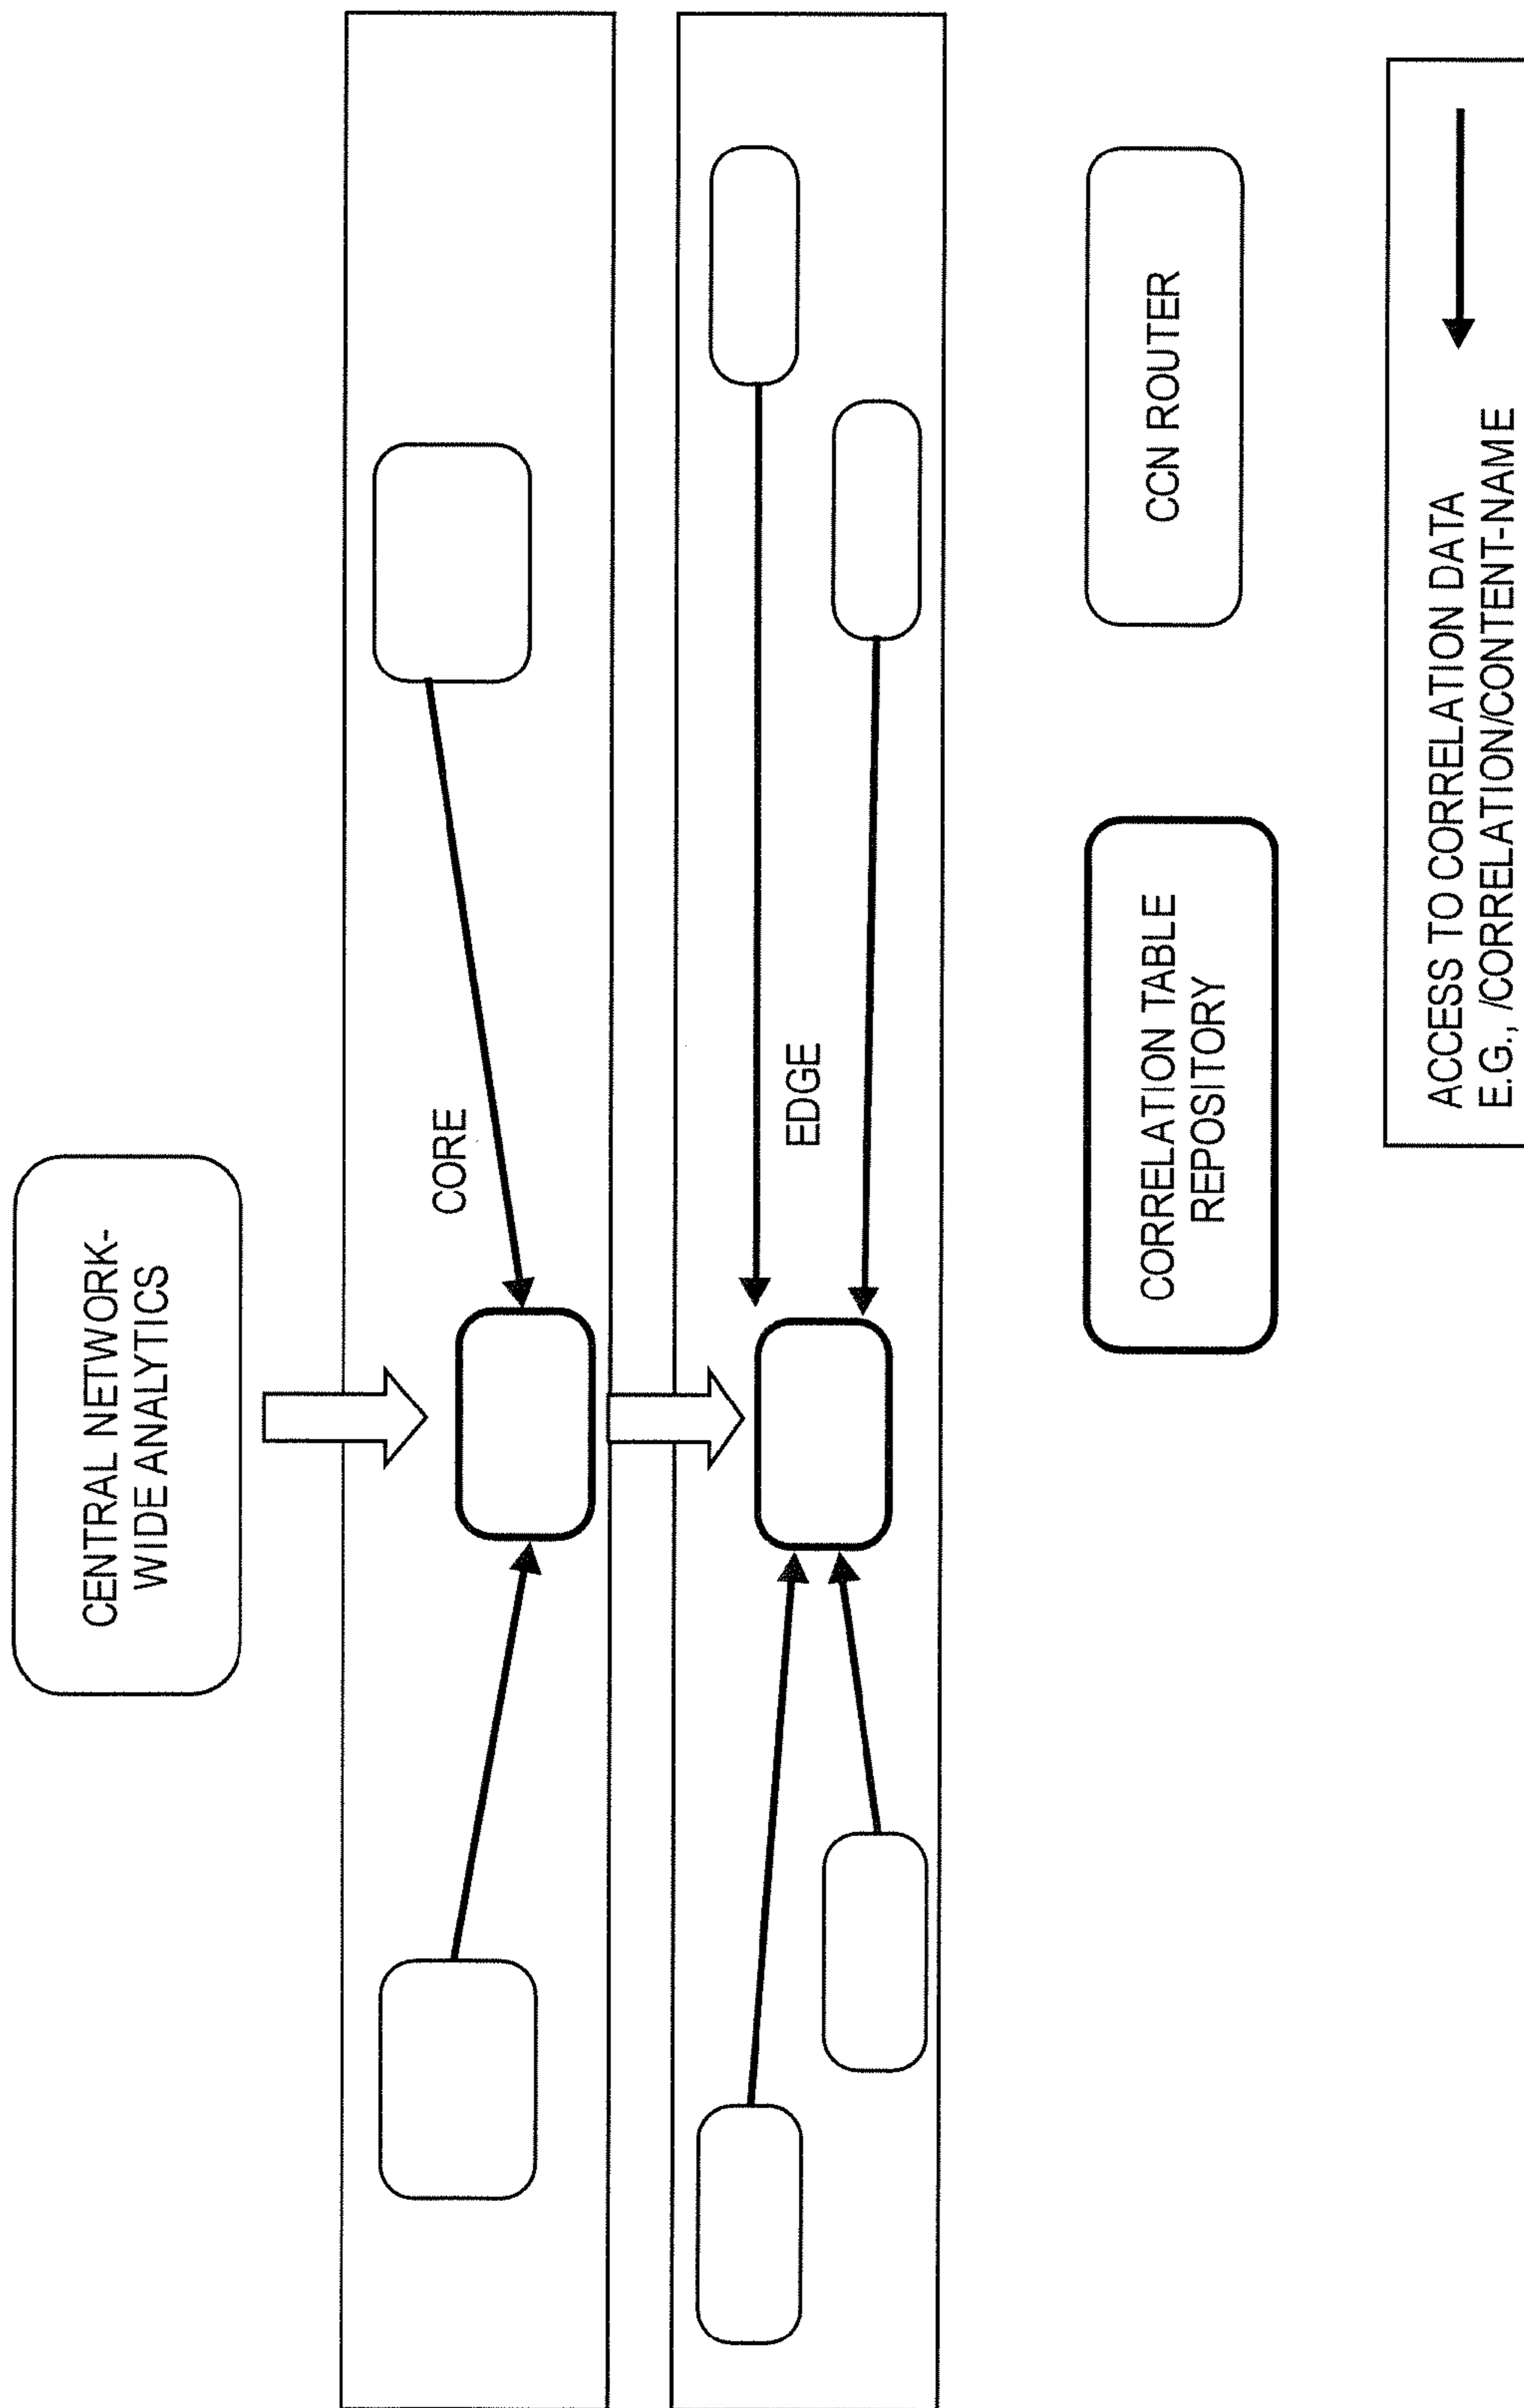 CENTRAL NETWORK-
WIDE ANALYTICS
CORE
EDGE
CORRELATION TABLE
REPOSITORY
CCN ROUTER
ACCESS TO CORRELATION DATA
E.G., /CORRELATION/CONTENT-NAME